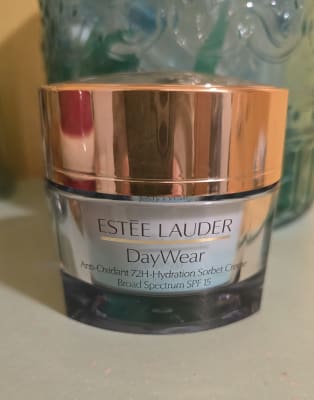 ESTĒE LAUDER
DayWear
Anti-Oxidant 72H-Hydration Sorbet Creme
Broad Spectrum SPF 15